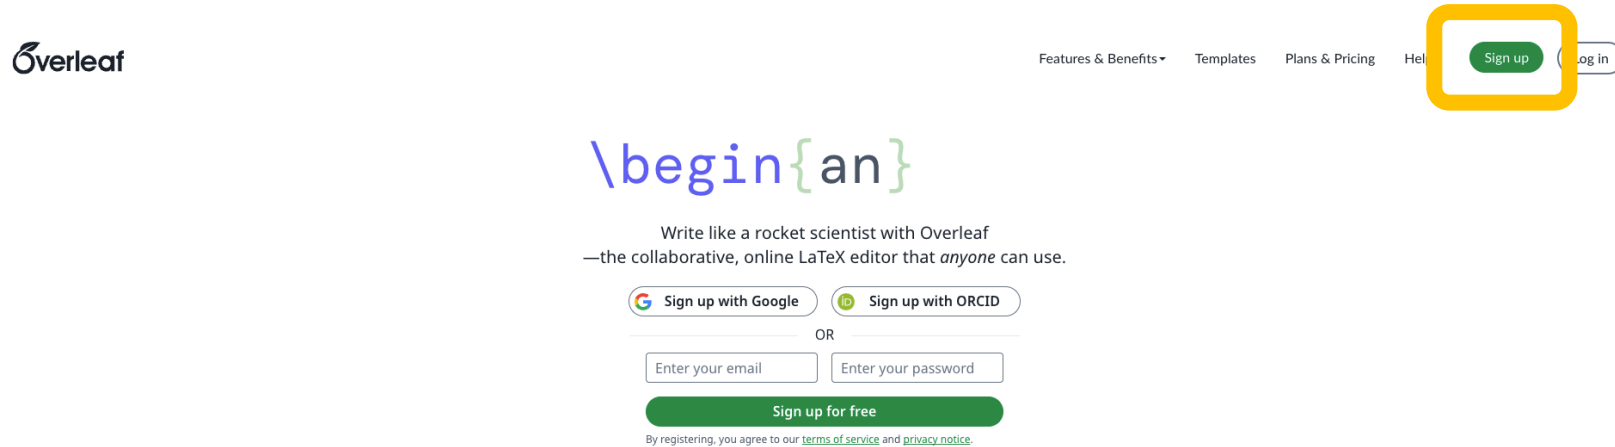 Overleaf
Features & Benefits
Templates
Plans & Pricing
Sign up
\begin{an}
Write like a rocket scientist with Overleaf
—the collaborative, online LaTeX editor that anyone can use.
Sign up with Google
iD Sign up with ORCID
OR
Enter your email
Enter your password
Sign up for free
By registering, you agree to our terms of service and privacy notice.